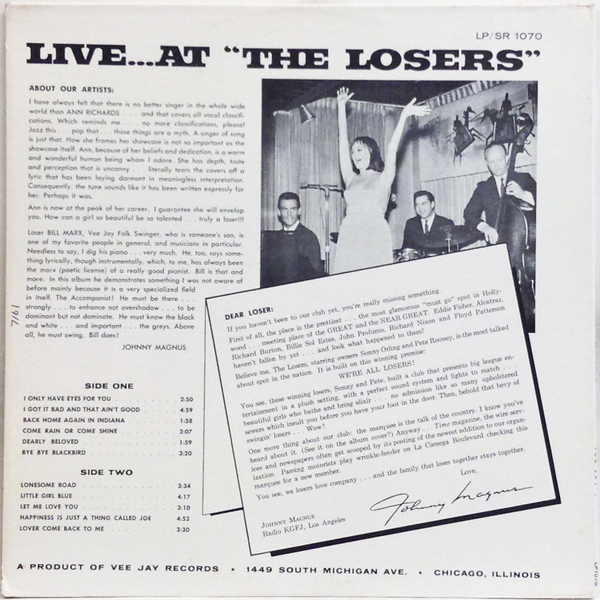 LP/SR 1070
LIVE...AT "THE LOSERS"
ABOUT OUR ARTISTS:
I have always felt that there is no better singer in the whole wide
world than ANN RICHARDS . . . and that covers all vocal classifi-
cations. Which reminds me . . . no more classifications, please!
Jazz this . . . pop that . . . those things are a myth. A singer of song
is just that. How she frames her showcase is not so important as the
showcase itself. Ann, because of her beliefs and dedication, is a warm
and wonderful human being whom I adore. She has depth, taste
and perception that is uncanny . . . literally tears the covers off a
lyric that has been laying dormant in meaningless interpretation.
Consequently, the tune sounds like it has been written expressly for
her. Perhaps it was.
Ann is at the peak of her career. I guarantee she will envelop
you. How can a girl so beautiful be so talented . . . truly a loser!!!
Loser BILL MARX, Vee Jay Folk Swinger, who is someone's son, is
one of my favorite people in general, and musicians in particular.
Needless to say, I dig his piano . . . very much. He, too, says some-
thing lyrically, though instrumentally, which, to me, has always been
the marx (poetic license) of a really good pianist. Bill is that and
more. In this album he demonstrates something I was not aware of
before mainly because it is a very specialized field
in itself. The Accompanist! He must be there . . .
strongly . . . to enhance not overshadow . . . to be
dominant but not dominate. He must know the black
and white . . . and important . . . the greys. Above
all, he must swing. Bill does!
JOHNNY MAGNUS
7161
SIDE ONE
I ONLY HAVE EYES FOR YOU 2:50
I GOT IT BAD AND THAT AIN'T GOOD 4:59
BACK HOME AGAIN IN INDIANA 1:58
COME RAIN OR COME SHINE 2:07
DEARLY BELOVED 1:59
BYE BYE BLACKBIRD 3:20
SIDE TWO
LONESOME ROAD 3:34
LITTLE GIRL BLUE 4:17
LET ME LOVE YOU 3:10
HAPPINESS IS JUST A THING CALLED JOE 4:52
LOVER COME BACK TO ME 3:30
DEAR LOSER:
If you haven't been to our club yet, you're really missing something.
First of all, the place is the prettiest . . . the most glamorous "must go" spot in Holly-
wood . . . meeting place of the GREAT and the NEAR GREAT. Eddie Fisher, Alcatraz,
Richard Burton, Billie Sol Estes, John Profumo, Richard Nixon and Floyd Patterson
haven't fallen by yet . . . and look what happened to them!
Believe me, The Losers, starring owners Sonny Orling and Pete Rooney, is the most talked
about spot in the nation. It is built on this winning premise:
WE'RE ALL LOSERS!
You see, these winning losers, Sonny and Pete, built a club that presents big league en-
tertainment in a plush setting, with a perfect sound system and lights to match . . .
beautiful girls who bathe and bring elixir . . . no admission like so many upholstered
sewers which insult you before you have your foot in the door. Then, behold that bevy of
swingin' losers . . . Wow!
One more thing about our club: the marquee is the talk of the country. I know you've
heard about it. (See it on the album cover?) Anyway . . . Time magazine, the wire serv-
ices and newspapers often get scooped by its posting of the newest addition to our organ-
ization. Passing motorists play wrinkle-fender on La Cienega Boulevard checking this
marquee for a new member.
You see, we losers love company . . . and the family that loses together stays together.
Love,
Johnny Magnus
JOHNNY MAGNUS
Radio KGFJ, Los Angeles
A PRODUCT OF VEE JAY RECORDS • 1449 SOUTH MICHIGAN AVE. • CHICAGO, ILLINOIS